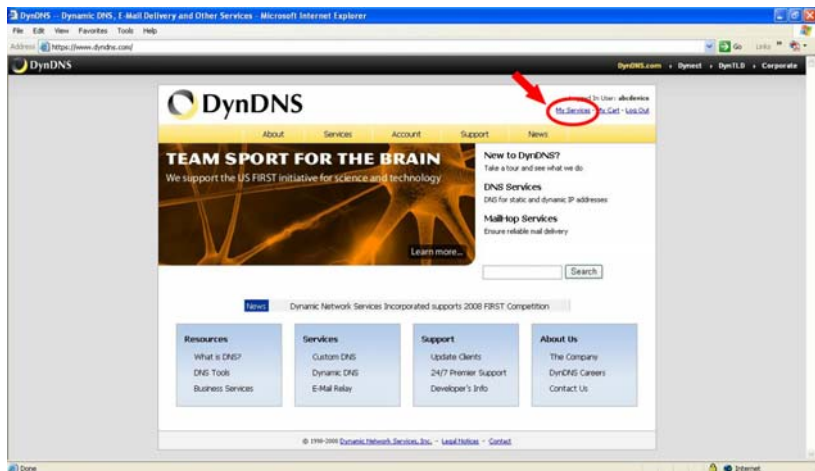 DynDNS -- Dynamic DNS, E-Mail Delivery and Other Services - Microsoft Internet Explorer
File Edit View Favorites Tools Help
Address https://www.dyndns.com/ Go Links
DynDNS DynDNS.com Dynect DynTLD Corporate
DynDNS
Logged In User: abcdevice
My Services - My Cart - Log Out
About Services Account Support News
TEAM SPORT FOR THE BRAIN
We support the US FIRST initiative for science and technology
Learn more...
New to DynDNS?
Take a tour and see what we do
DNS Services
DNS for static and dynamic IP addresses
MailHop Services
Ensure reliable mail delivery
Search
News Dynamic Network Services Incorporated supports 2008 FIRST Competition
Resources
What is DNS?
DNS Tools
Business Services
Services
Custom DNS
Dynamic DNS
E-Mail Relay
Support
Update Clients
24/7 Premier Support
Developer's Info
About Us
The Company
DynDNS Careers
Contact Us
© 1998-2008 Dynamic Network Services, Inc. - Legal Notices - Contact
Done Internet